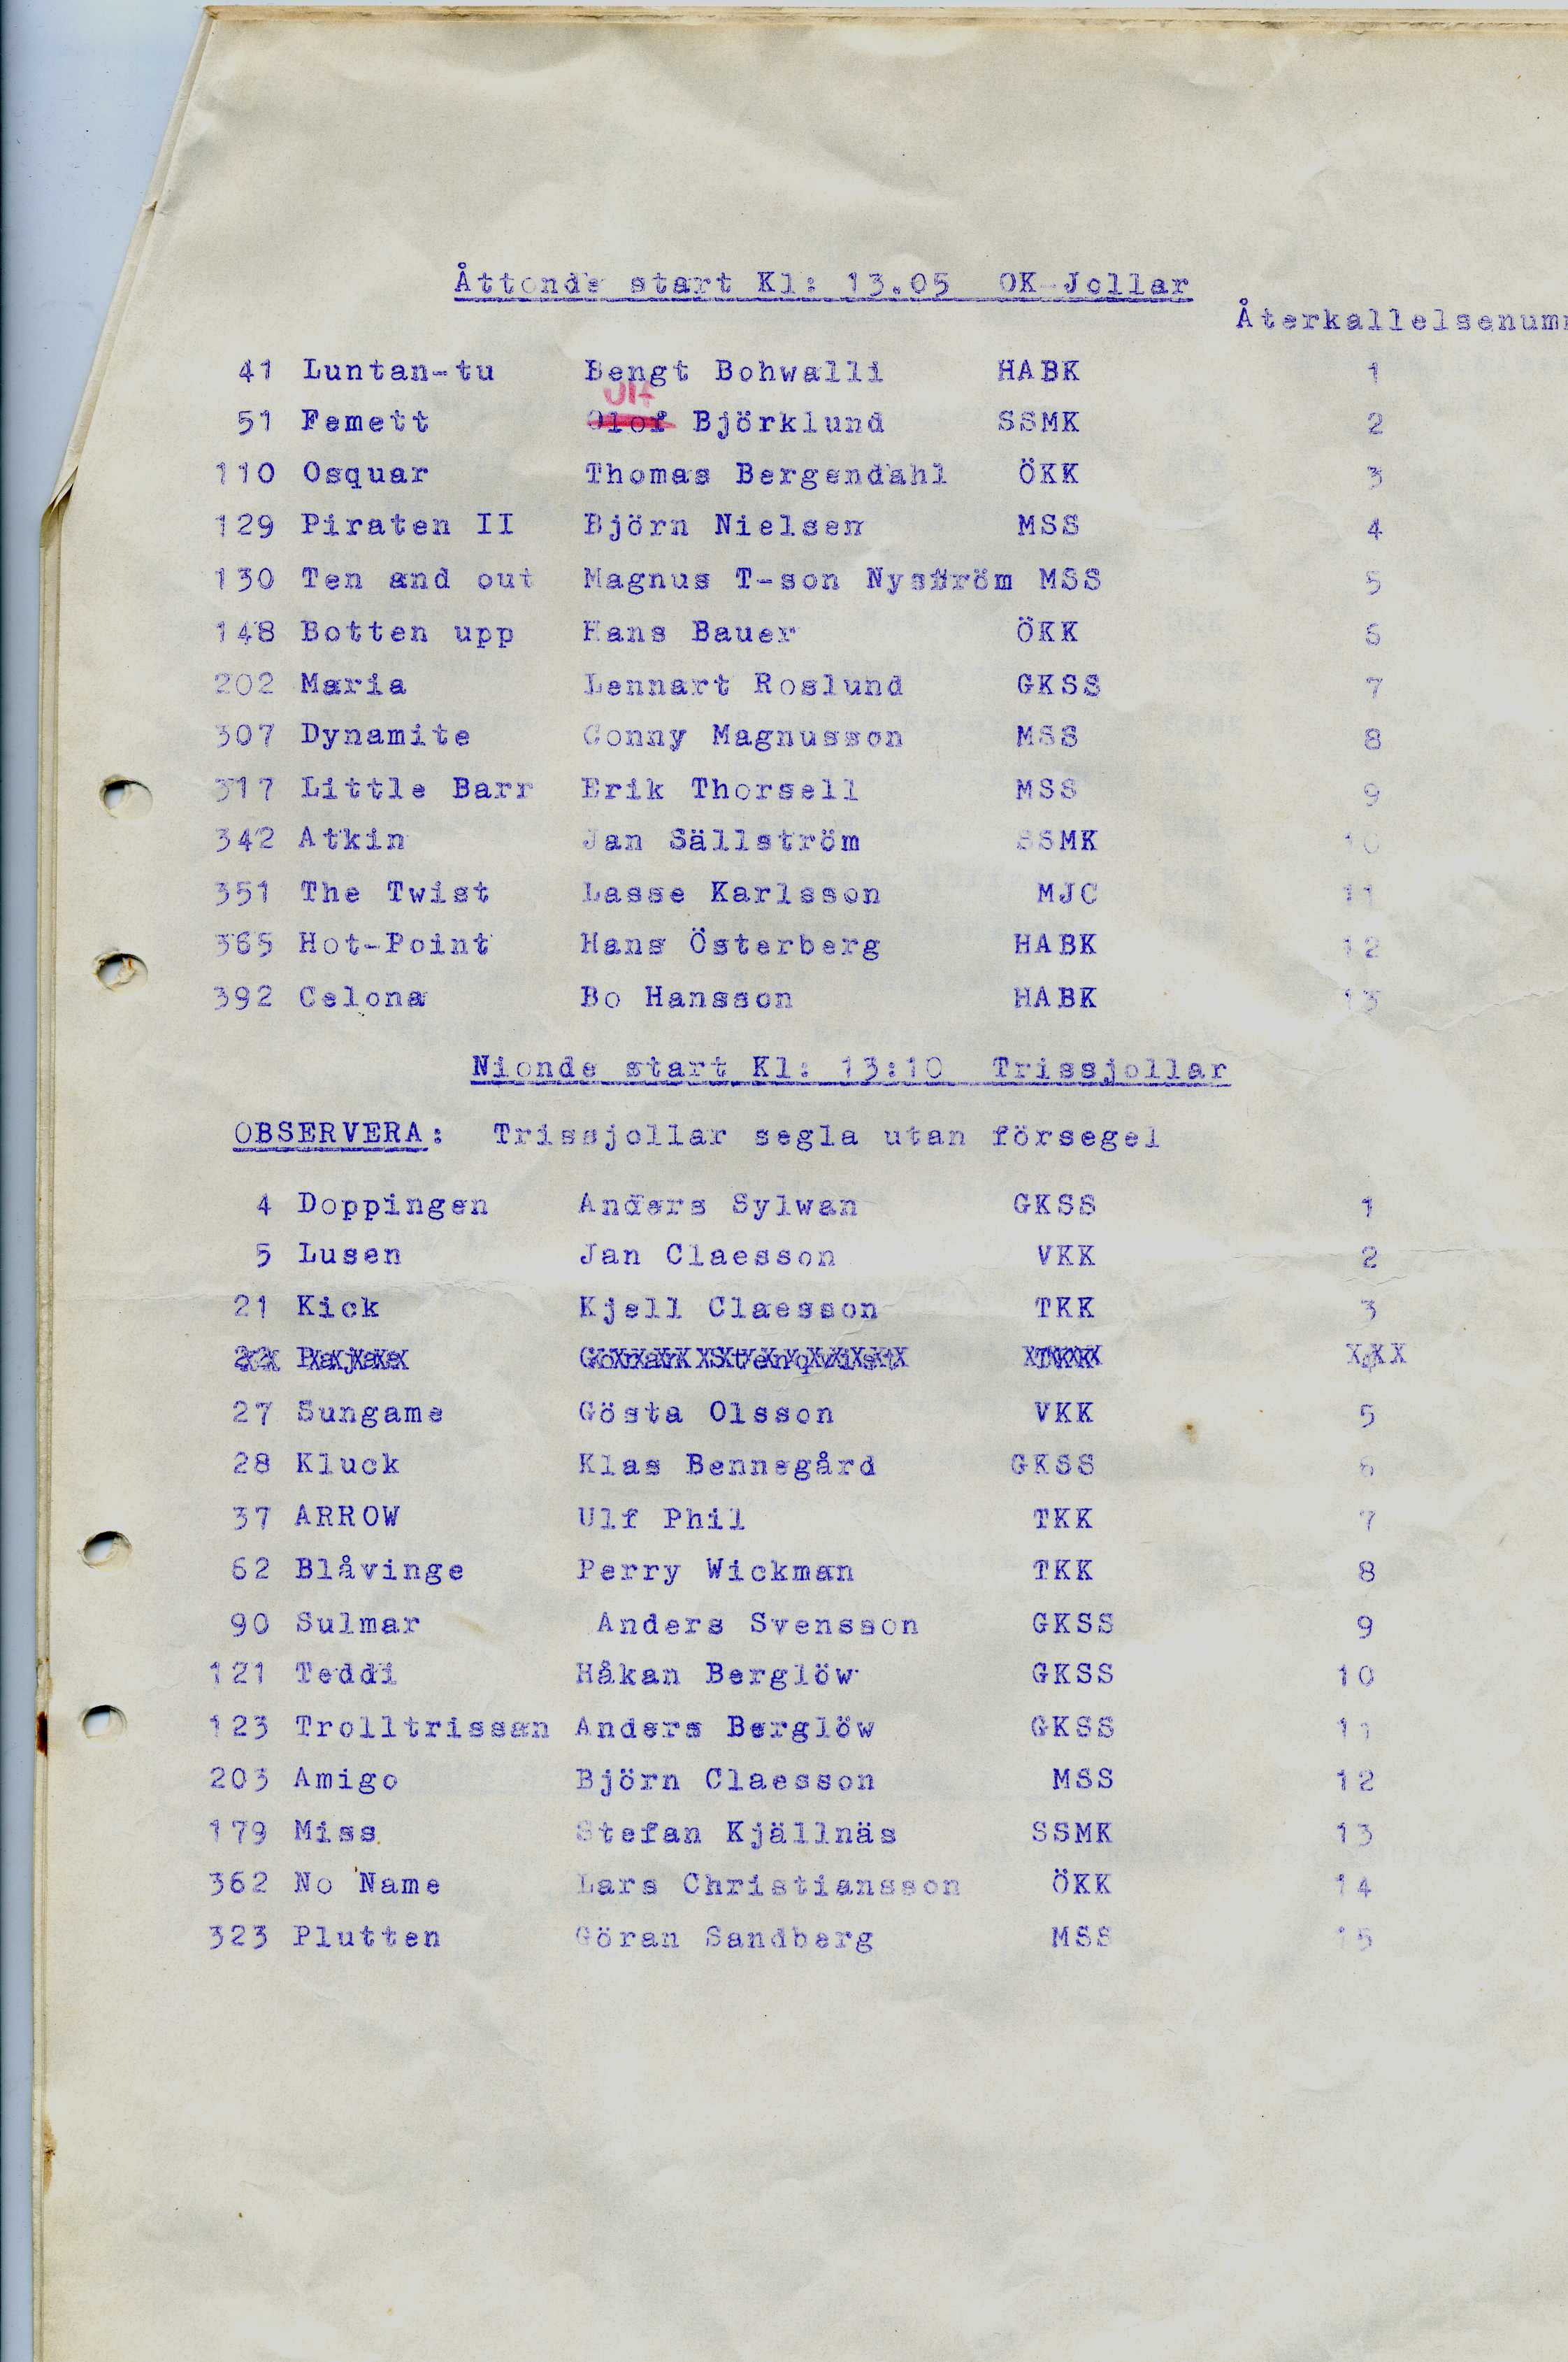 Åttonde start Kl: 13.05 OK-Jollar
Återkallelsenum
41 Luntan-tu Bengt Bohwalli HABK 1
Ulf
51 Femett Olof Björklund SSMK 2
110 Osquar Thomas Bergendahl ÖKK 3
129 Piraten II Björn Nielsen MSS 4
130 Ten and out Magnus T-son Nyström MSS 5
148 Botten upp Hans Bauer ÖKK 6
202 Maria Lennart Roslund GKSS 7
307 Dynamite Conny Magnusson MSS 8
317 Little Barr Erik Thorsell MSS 9
342 Atkin Jan Sällström SSMK 10
351 The Twist Lasse Karlsson MJC 11
365 Hot-Point Hans Österberg HABK 12
392 Celona Bo Hansson HABK 13
Nionde start Kl: 13:10 Trissjollar
OBSERVERA: Trissjollar segla utan försegel
4 Doppingen Anders Sylwan GKSS 1
5 Lusen Jan Claesson VKK 2
21 Kick Kjell Claesson TKK 3
22 TKK 4
27 Sungame Gösta Olsson VKK 5
28 Kluck Klas Bennegård GKSS 6
37 ARROW Ulf Phil TKK 7
62 Blåvinge Perry Wickman TKK 8
90 Sulmar Anders Svensson GKSS 9
121 Teddi Håkan Berglöw GKSS 10
123 Trolltrissan Anders Berglöw GKSS 11
203 Amigo Björn Claesson MSS 12
179 Miss Stefan Kjällnäs SSMK 13
362 No Name Lars Christiansson ÖKK 14
323 Plutten Göran Sandberg MSS 15